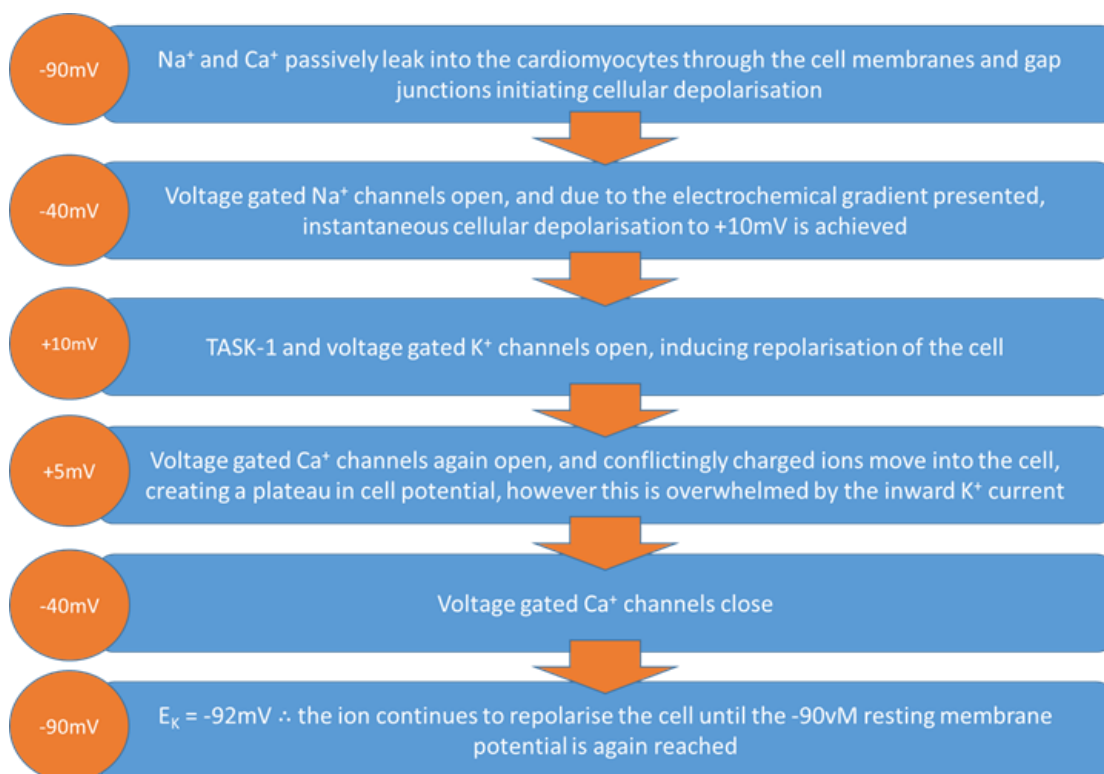 -90mV
Na⁺ and Ca⁺ passively leak into the cardiomyocytes through the cell membranes and gap
junctions initiating cellular depolarisation
-40mV
Voltage gated Na⁺ channels open, and due to the electrochemical gradient presented,
instantaneous cellular depolarisation to +10mV is achieved
+10mV
TASK-1 and voltage gated K⁺ channels open, inducing repolarisation of the cell
+5mV
Voltage gated Ca⁺ channels again open, and conflictingly charged ions move into the cell,
creating a plateau in cell potential, however this is overwhelmed by the inward K⁺ current
-40mV
Voltage gated Ca⁺ channels close
-90mV
E_K = -92mV ∴ the ion continues to repolarise the cell until the -90vM resting membrane
potential is again reached